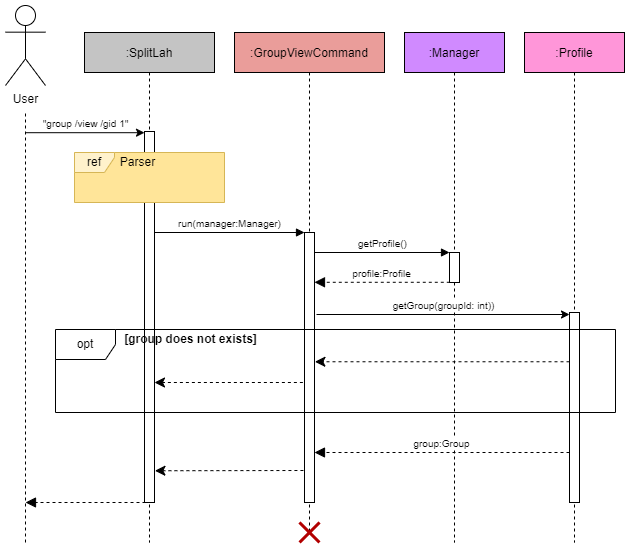 :SplitLah
:GroupViewCommand
:Manager
:Profile
User
"group /view /gid 1"
ref
Parser
run(manager:Manager)
getProfile()
profile:Profile
getGroup(groupId: int))
opt
[group does not exists]
group:Group